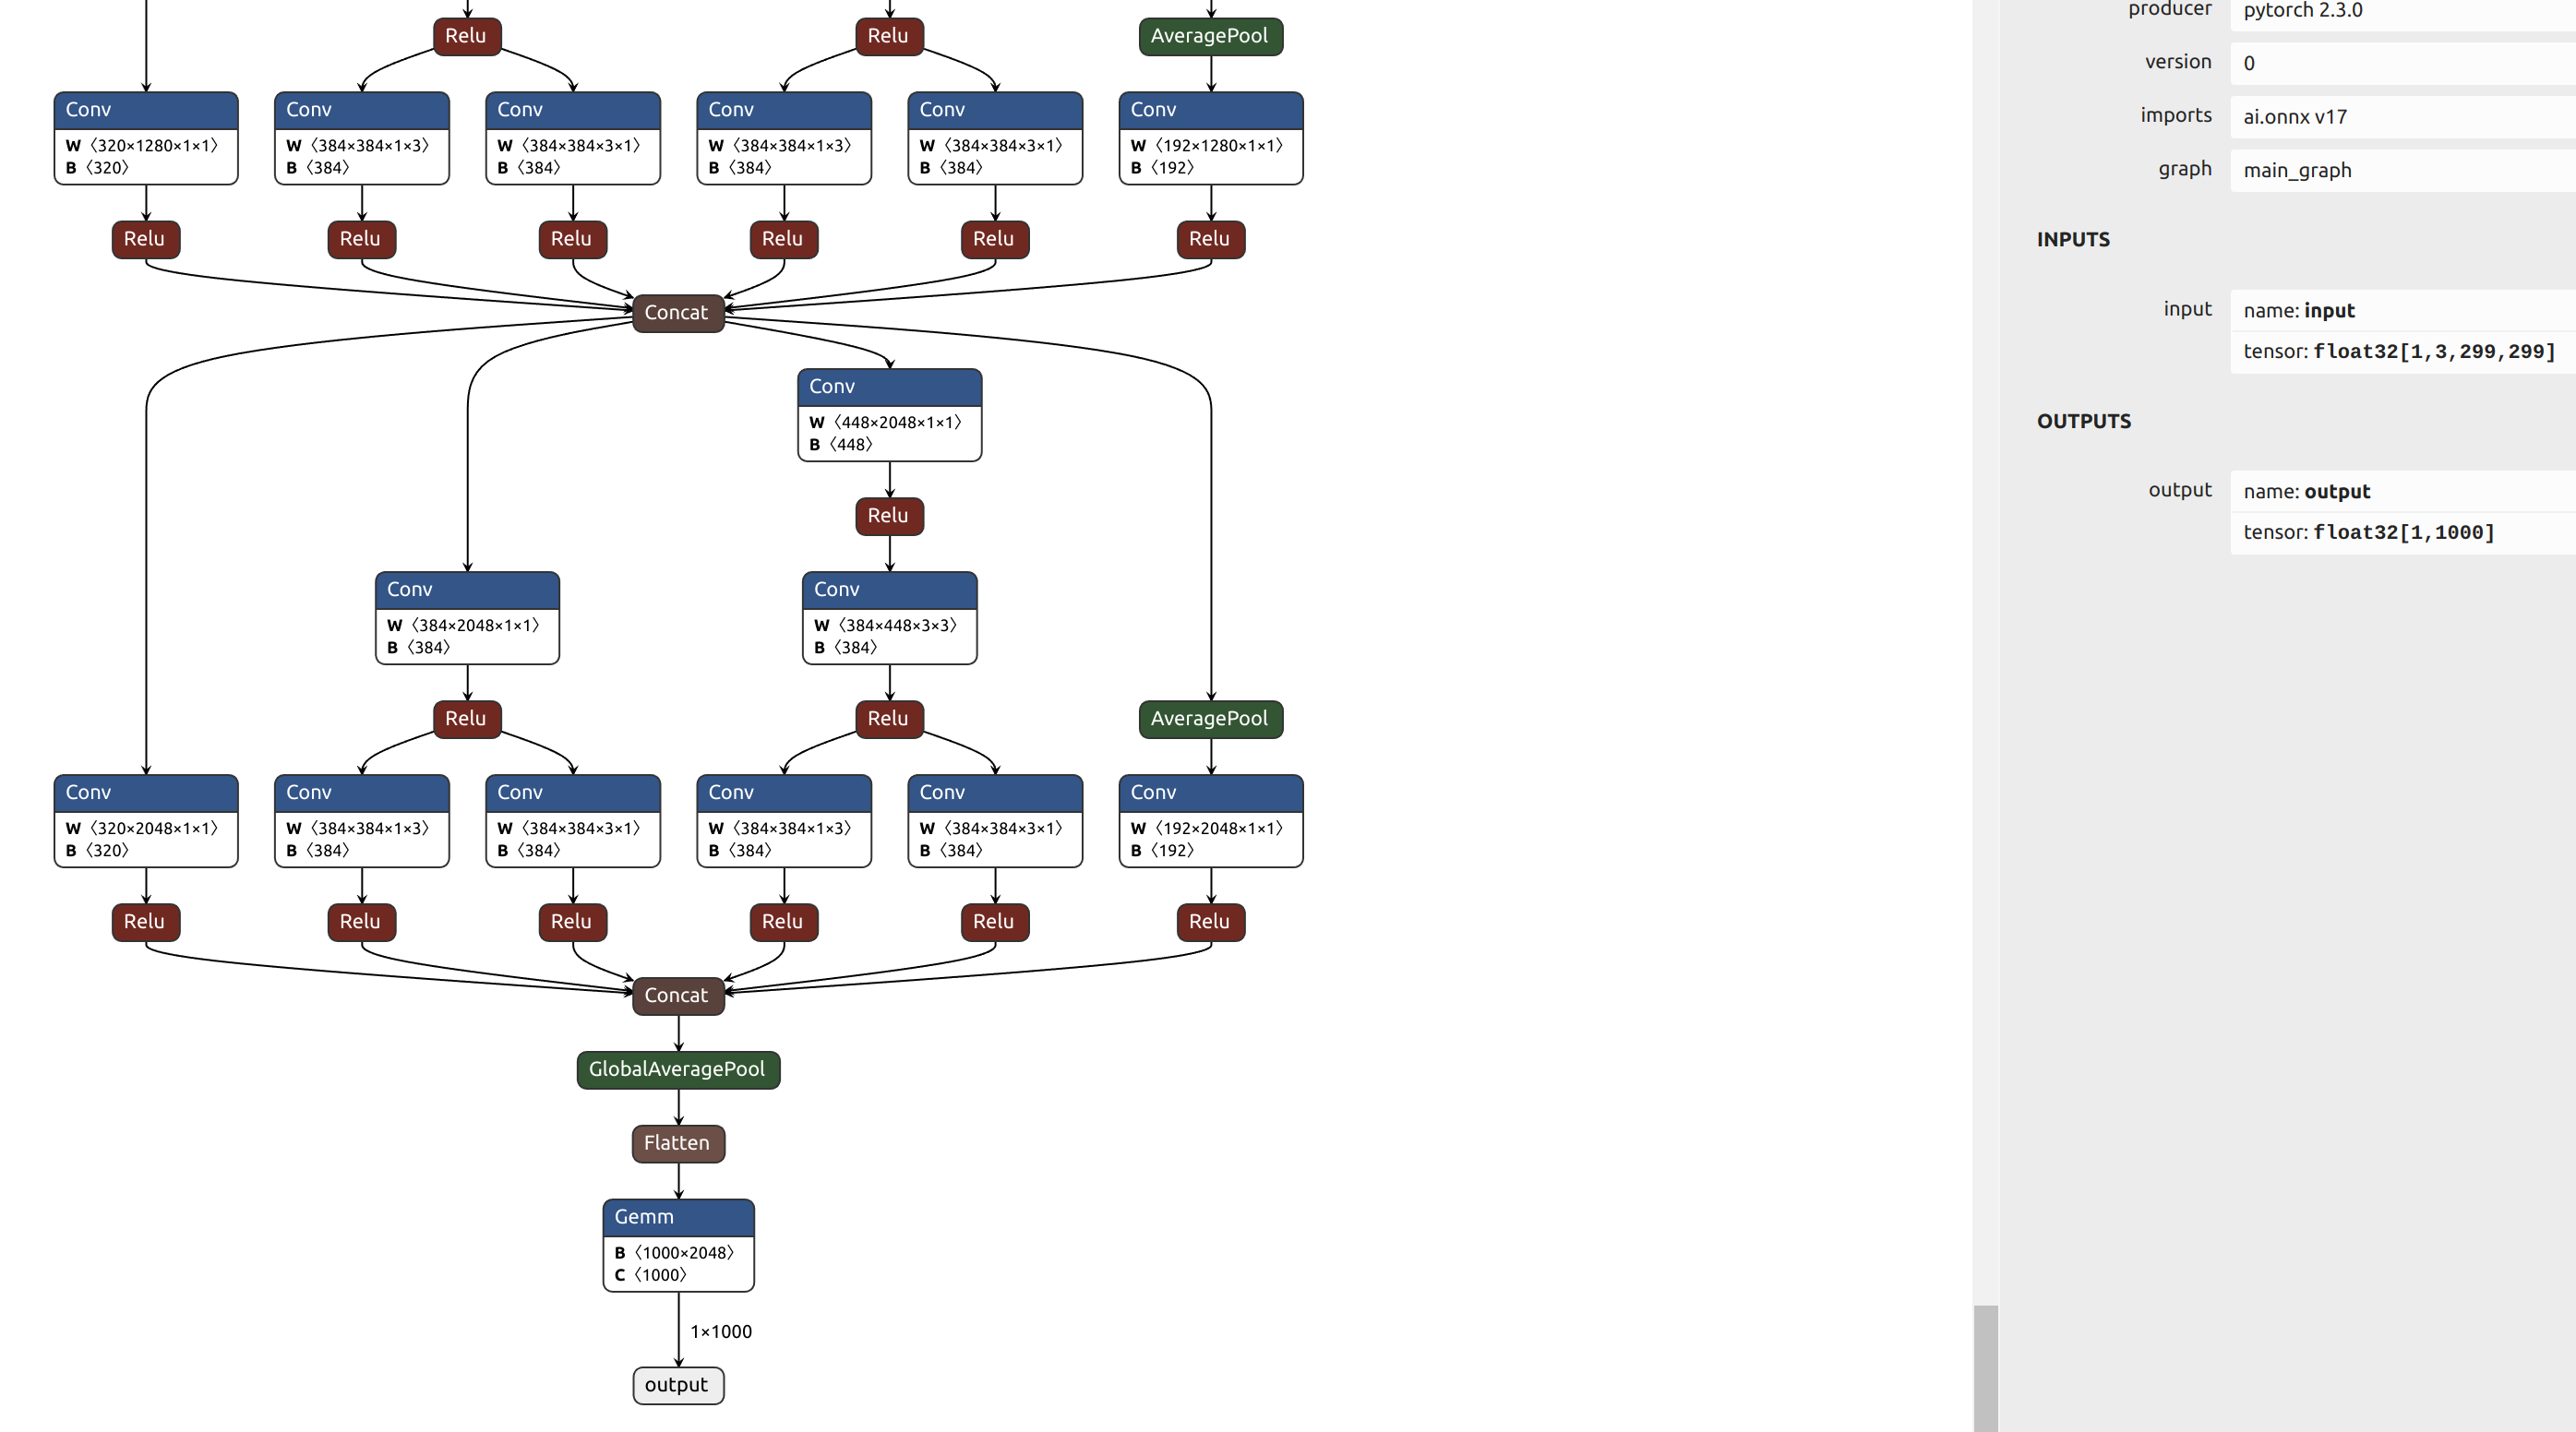 Relu
Relu
AveragePool
Conv
W 〈320×1280×1×1〉
B 〈320〉
Conv
W 〈384×384×1×3〉
B 〈384〉
Conv
W 〈384×384×3×1〉
B 〈384〉
Conv
W 〈384×384×1×3〉
B 〈384〉
Conv
W 〈384×384×3×1〉
B 〈384〉
Conv
W 〈192×1280×1×1〉
B 〈192〉
Relu
Relu
Relu
Relu
Relu
Relu
Concat
Conv
W 〈448×2048×1×1〉
B 〈448〉
Relu
Conv
W 〈384×2048×1×1〉
B 〈384〉
Conv
W 〈384×448×3×3〉
B 〈384〉
Relu
Relu
AveragePool
Conv
W 〈320×2048×1×1〉
B 〈320〉
Conv
W 〈384×384×1×3〉
B 〈384〉
Conv
W 〈384×384×3×1〉
B 〈384〉
Conv
W 〈384×384×1×3〉
B 〈384〉
Conv
W 〈384×384×3×1〉
B 〈384〉
Conv
W 〈192×2048×1×1〉
B 〈192〉
Relu
Relu
Relu
Relu
Relu
Relu
Concat
GlobalAveragePool
Flatten
Gemm
B 〈1000×2048〉
C 〈1000〉
1×1000
output
producer pytorch 2.3.0
version 0
imports ai.onnx v17
graph main_graph
INPUTS
input name: input
tensor: float32[1,3,299,299]
OUTPUTS
output name: output
tensor: float32[1,1000]